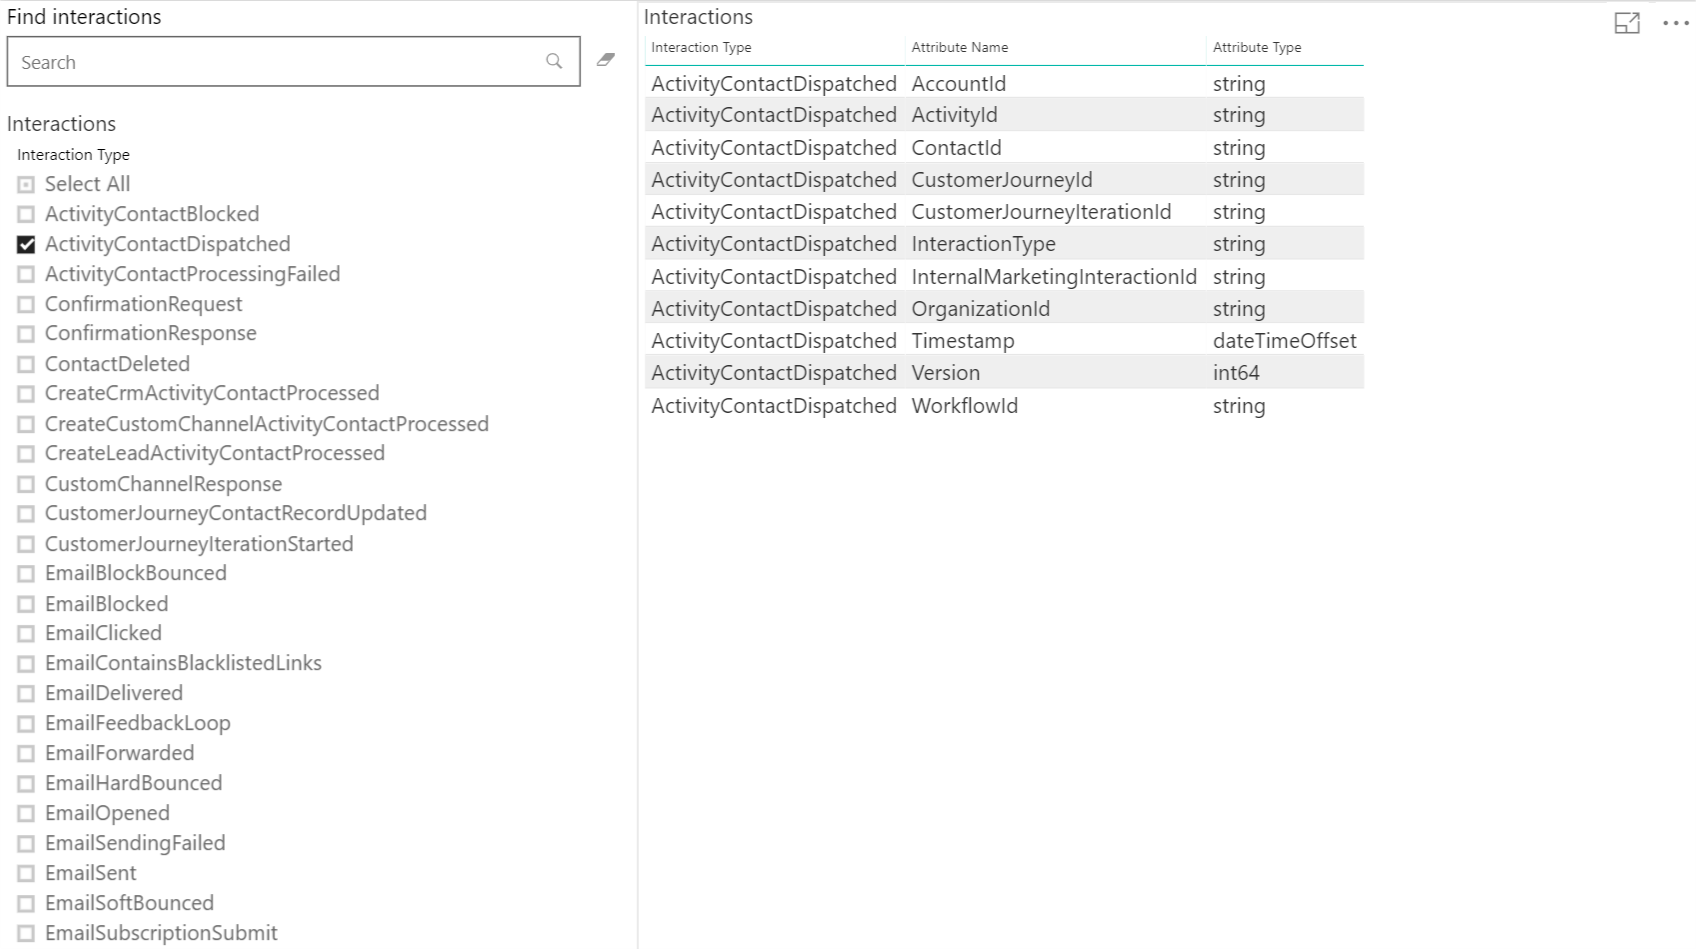 Find interactions
Search
Interactions
Interaction Type
Select All
ActivityContactBlocked
ActivityContactDispatched
ActivityContactProcessingFailed
ConfirmationRequest
ConfirmationResponse
ContactDeleted
CreateCrmActivityContactProcessed
CreateCustomChannelActivityContactProcessed
CreateLeadActivityContactProcessed
CustomChannelResponse
CustomerJourneyContactRecordUpdated
CustomerJourneyIterationStarted
EmailBlockBounced
EmailBlocked
EmailClicked
EmailContainsBlacklistedLinks
EmailDelivered
EmailFeedbackLoop
EmailForwarded
EmailHardBounced
EmailOpened
EmailSendingFailed
EmailSent
EmailSoftBounced
EmailSubscriptionSubmit
Interactions
Interaction Type Attribute Name Attribute Type
ActivityContactDispatched AccountId string
ActivityContactDispatched ActivityId string
ActivityContactDispatched ContactId string
ActivityContactDispatched CustomerJourneyId string
ActivityContactDispatched CustomerJourneyIterationId string
ActivityContactDispatched InteractionType string
ActivityContactDispatched InternalMarketingInteractionId string
ActivityContactDispatched OrganizationId string
ActivityContactDispatched Timestamp dateTimeOffset
ActivityContactDispatched Version int64
ActivityContactDispatched WorkflowId string